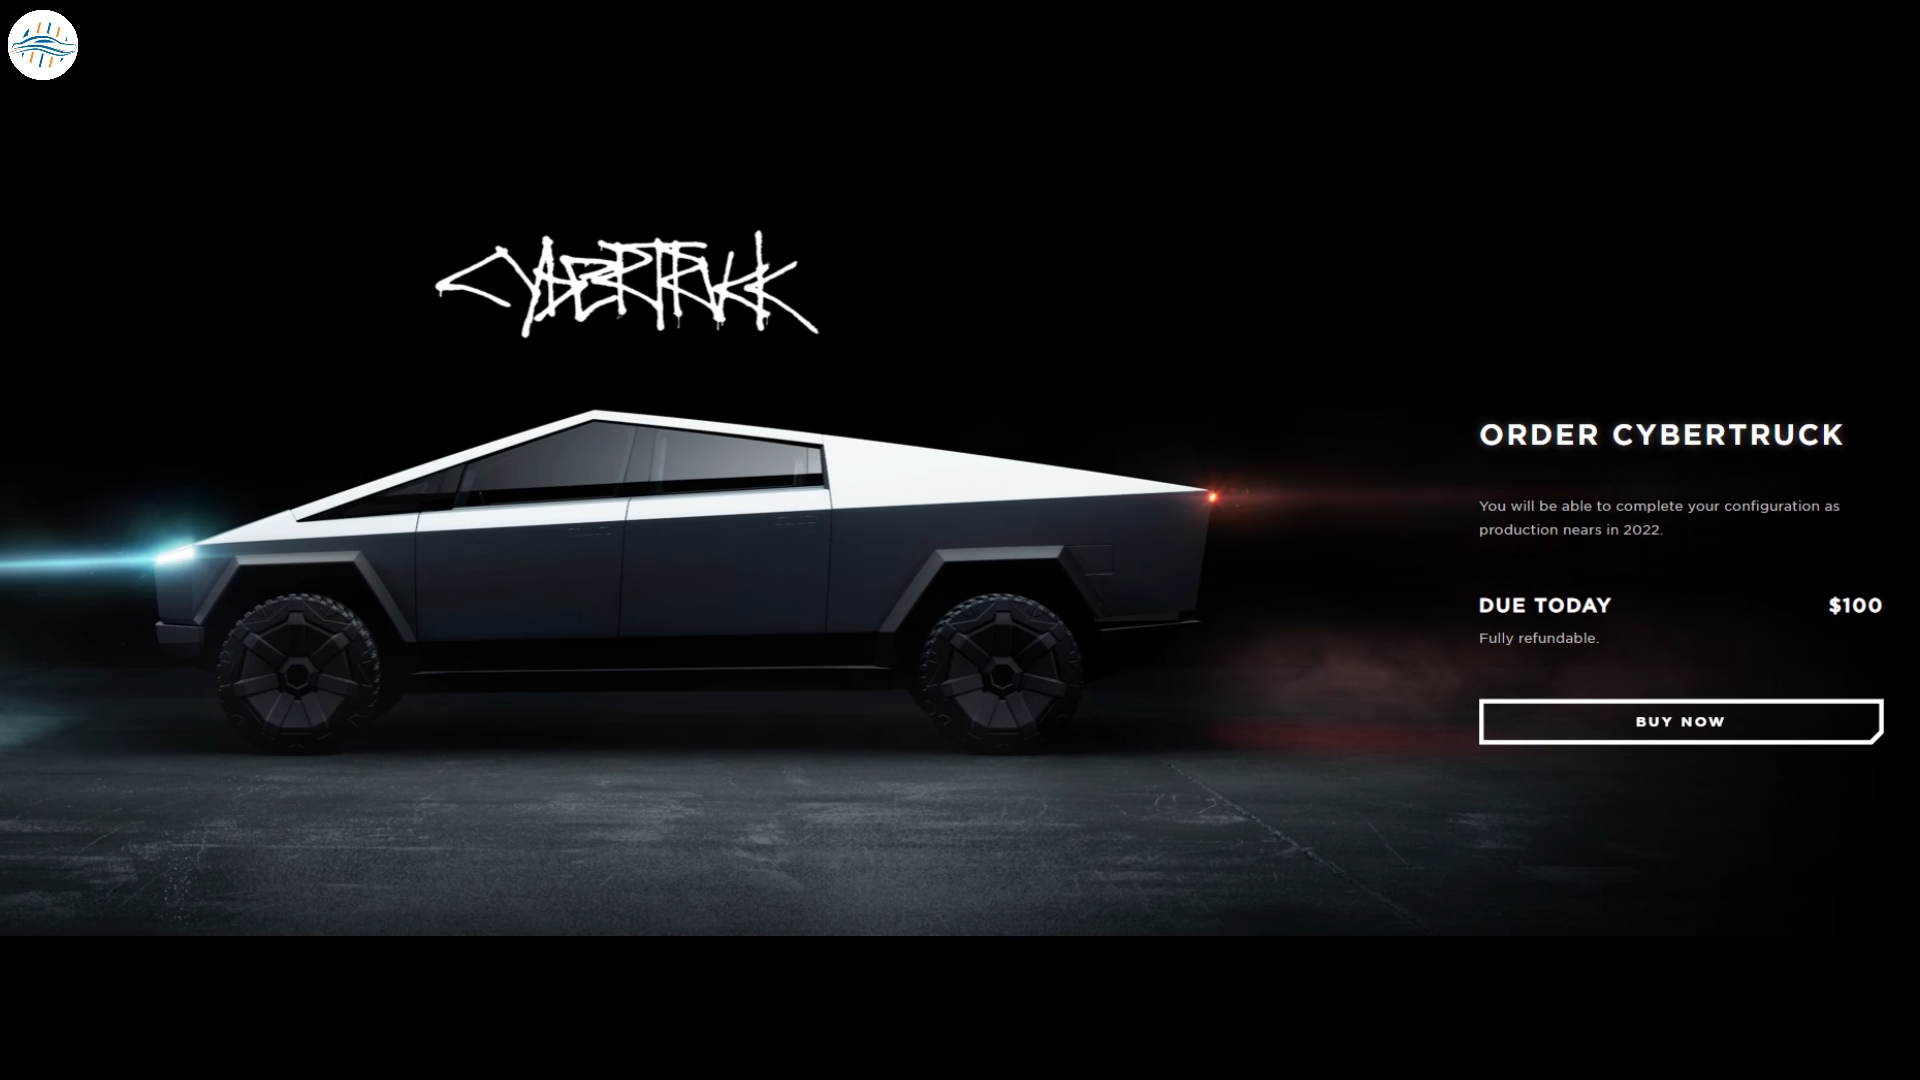 CYBERTRUCK
ORDER CYBERTRUCK
You will be able to complete your configuration as
production nears in 2022.
DUE TODAY $100
Fully refundable.
BUY NOW